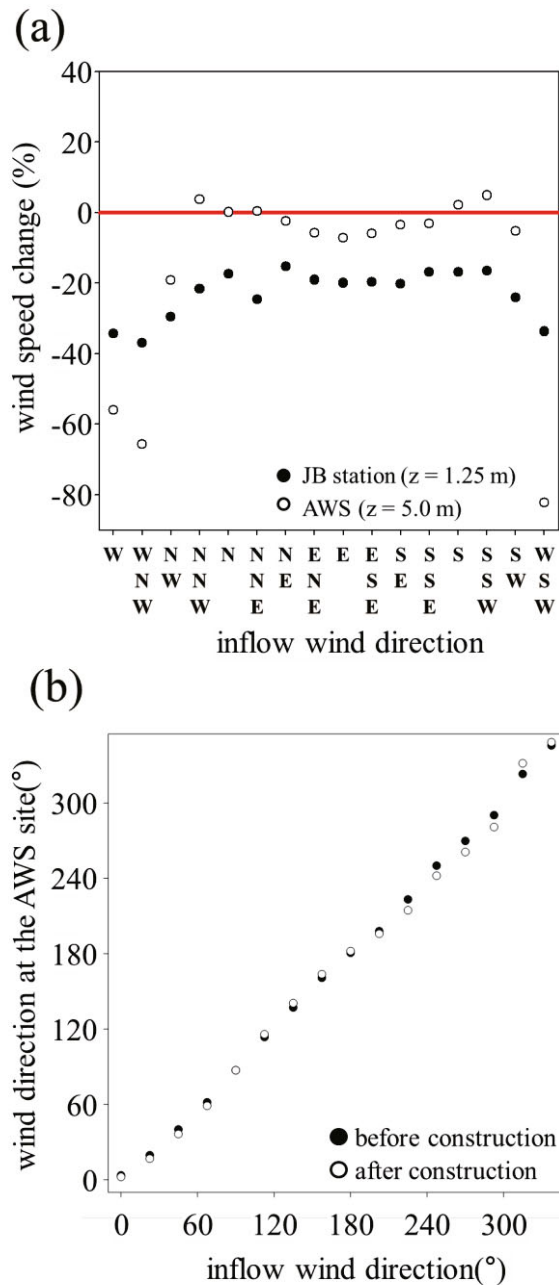 (a)
wind speed change (%)
40
20
0
-20
-40
-60
-80
JB station (z = 1.25 m)
AWS (z = 5.0 m)
W WNW NW NNW N NNE NE ENE E ESE SE SSE S SSW SW WSW
inflow wind direction
(b)
wind direction at the AWS site(°)
300
240
180
120
60
0
before construction
after construction
0 60 120 180 240 300
inflow wind direction(°)